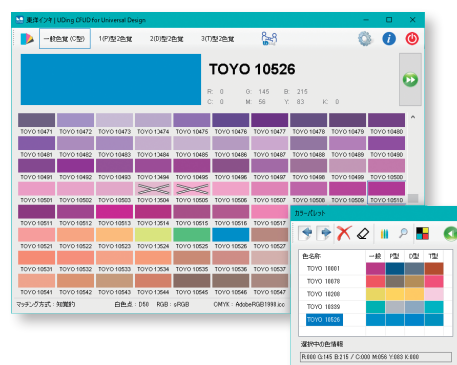 東洋インキ | UDing CFUD for Universal Design
一般色覚 (C型) 1(P)型2色覚 2(D)型2色覚 3(T)型2色覚
TOYO 10526
R: 0 G: 145 B: 215
C: 0 M: 56 Y: 83 K: 0
TOYO 10471 TOYO 10472 TOYO 10473 TOYO 10474 TOYO 10475 TOYO 10476 TOYO 10477 TOYO 10478 TOYO 10479 TOYO 10480
TOYO 10481 TOYO 10482 TOYO 10483 TOYO 10484 TOYO 10485 TOYO 10486 TOYO 10487 TOYO 10488 TOYO 10489 TOYO 10490
TOYO 10491 TOYO 10492 TOYO 10493 TOYO 10494 TOYO 10495 TOYO 10496 TOYO 10497 TOYO 10498 TOYO 10499 TOYO 10500
TOYO 10501 TOYO 10502 TOYO 10503 TOYO 10504 TOYO 10505 TOYO 10506 TOYO 10507 TOYO 10508 TOYO 10509 TOYO 10510
TOYO 10511 TOYO 10512 TOYO 10513 TOYO 10514 TOYO 10515 TOYO 10516 TOYO 10517
TOYO 10521 TOYO 10522 TOYO 10523 TOYO 10524 TOYO 10525 TOYO 10526 TOYO 10527
TOYO 10531 TOYO 10532 TOYO 10533 TOYO 10534 TOYO 10535 TOYO 10536 TOYO 10537
TOYO 10541 TOYO 10542 TOYO 10543 TOYO 10544 TOYO 10545 TOYO 10546 TOYO 10547
マッチング方式: 知覚的 白色点: D50 RGB: sRGB CMYK: AdobeRGB1998.icc
カラーパレット
色名称 一般 P型 D型 T型
TOYO 10001
TOYO 10078
TOYO 10208
TOYO 10339
TOYO 10526
選択中の色情報
R:000 G:145 B:215 / C:000 M:056 Y:083 K:000